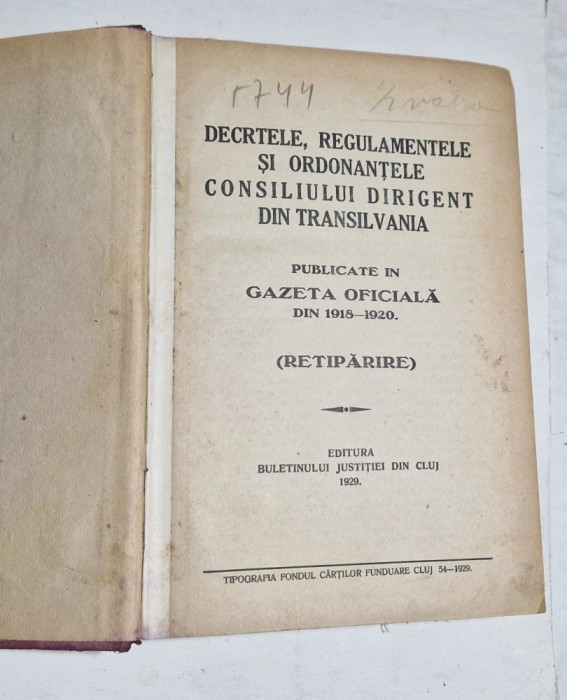 1744
DECRTELE, REGULAMENTELE
ȘI ORDONANȚELE
CONSILIULUI DIRIGENT
DIN TRANSILVANIA
PUBLICATE IN
GAZETA OFICIALĂ
DIN 1918—1920.
(RETIPĂRIRE)
EDITURA
BULETINULUI JUSTIȚIEI DIN CLUJ
1929.
TIPOGRAFIA FONDUL CĂRȚILOR FUNDUARE CLUJ 54—1929.